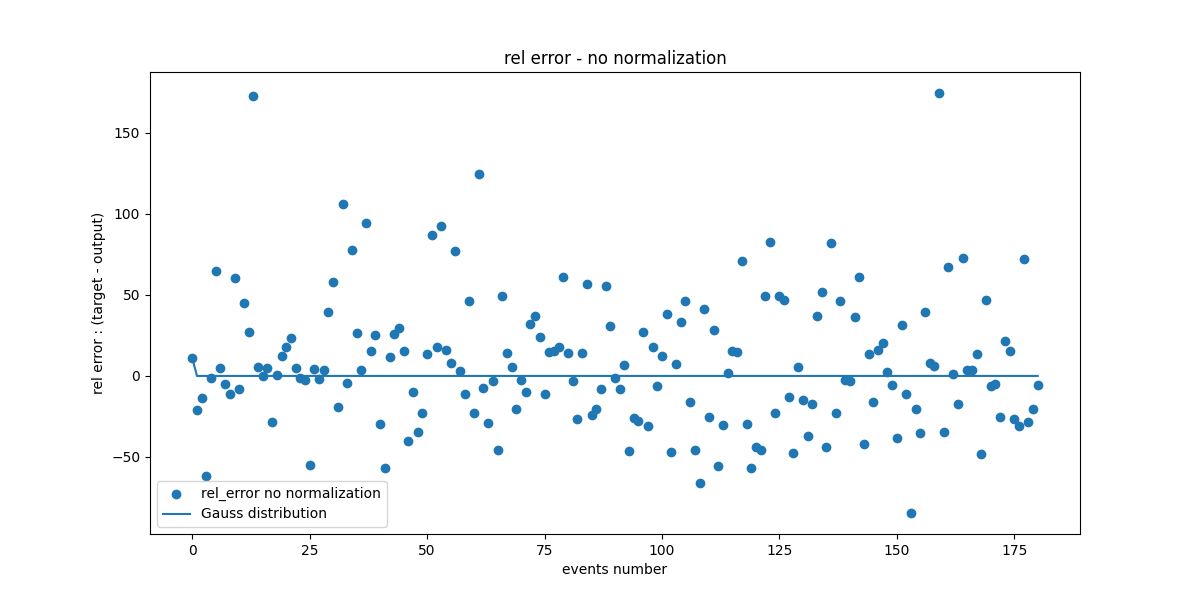 rel error - no normalization
rel error : (target - output)
150
100
50
0
−50
rel_error no normalization
Gauss distribution
0 25 50 75 100 125 150 175
events number